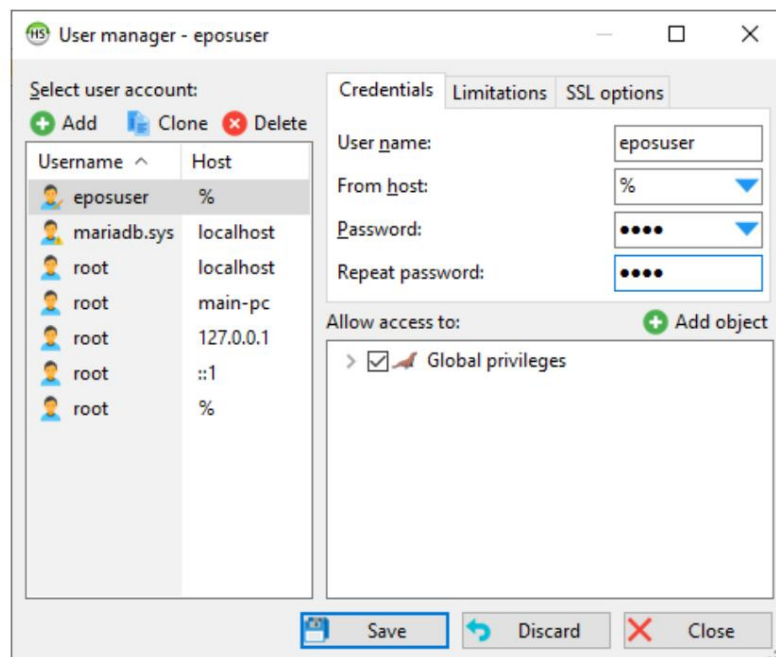 HS User manager - eposuser
Select user account:
Add Clone Delete
Username Host
eposuser %
mariadb.sys localhost
root localhost
root main-pc
root 127.0.0.1
root ::1
root %
Credentials Limitations SSL options
User name: eposuser
From host: %
Password: ●●●●
Repeat password: ●●●●
Allow access to: Add object
Global privileges
Save Discard Close